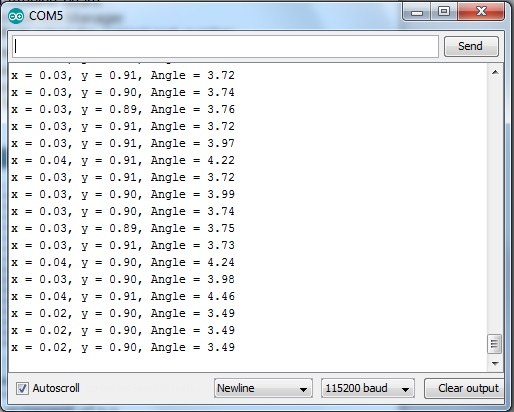 Manager
COM5
Send
x = 0.03, y = 0.91, Angle = 3.72
x = 0.03, y = 0.90, Angle = 3.74
x = 0.03, y = 0.89, Angle = 3.76
x = 0.03, y = 0.91, Angle = 3.72
x = 0.03, y = 0.91, Angle = 3.97
x = 0.04, y = 0.91, Angle = 4.22
x = 0.03, y = 0.91, Angle = 3.72
x = 0.03, y = 0.90, Angle = 3.99
x = 0.03, y = 0.90, Angle = 3.74
x = 0.03, y = 0.89, Angle = 3.75
x = 0.03, y = 0.91, Angle = 3.73
x = 0.04, y = 0.90, Angle = 4.24
x = 0.03, y = 0.90, Angle = 3.98
x = 0.04, y = 0.91, Angle = 4.46
x = 0.02, y = 0.90, Angle = 3.49
x = 0.02, y = 0.90, Angle = 3.49
x = 0.02, y = 0.90, Angle = 3.49
Autoscroll Newline 115200 baud Clear output